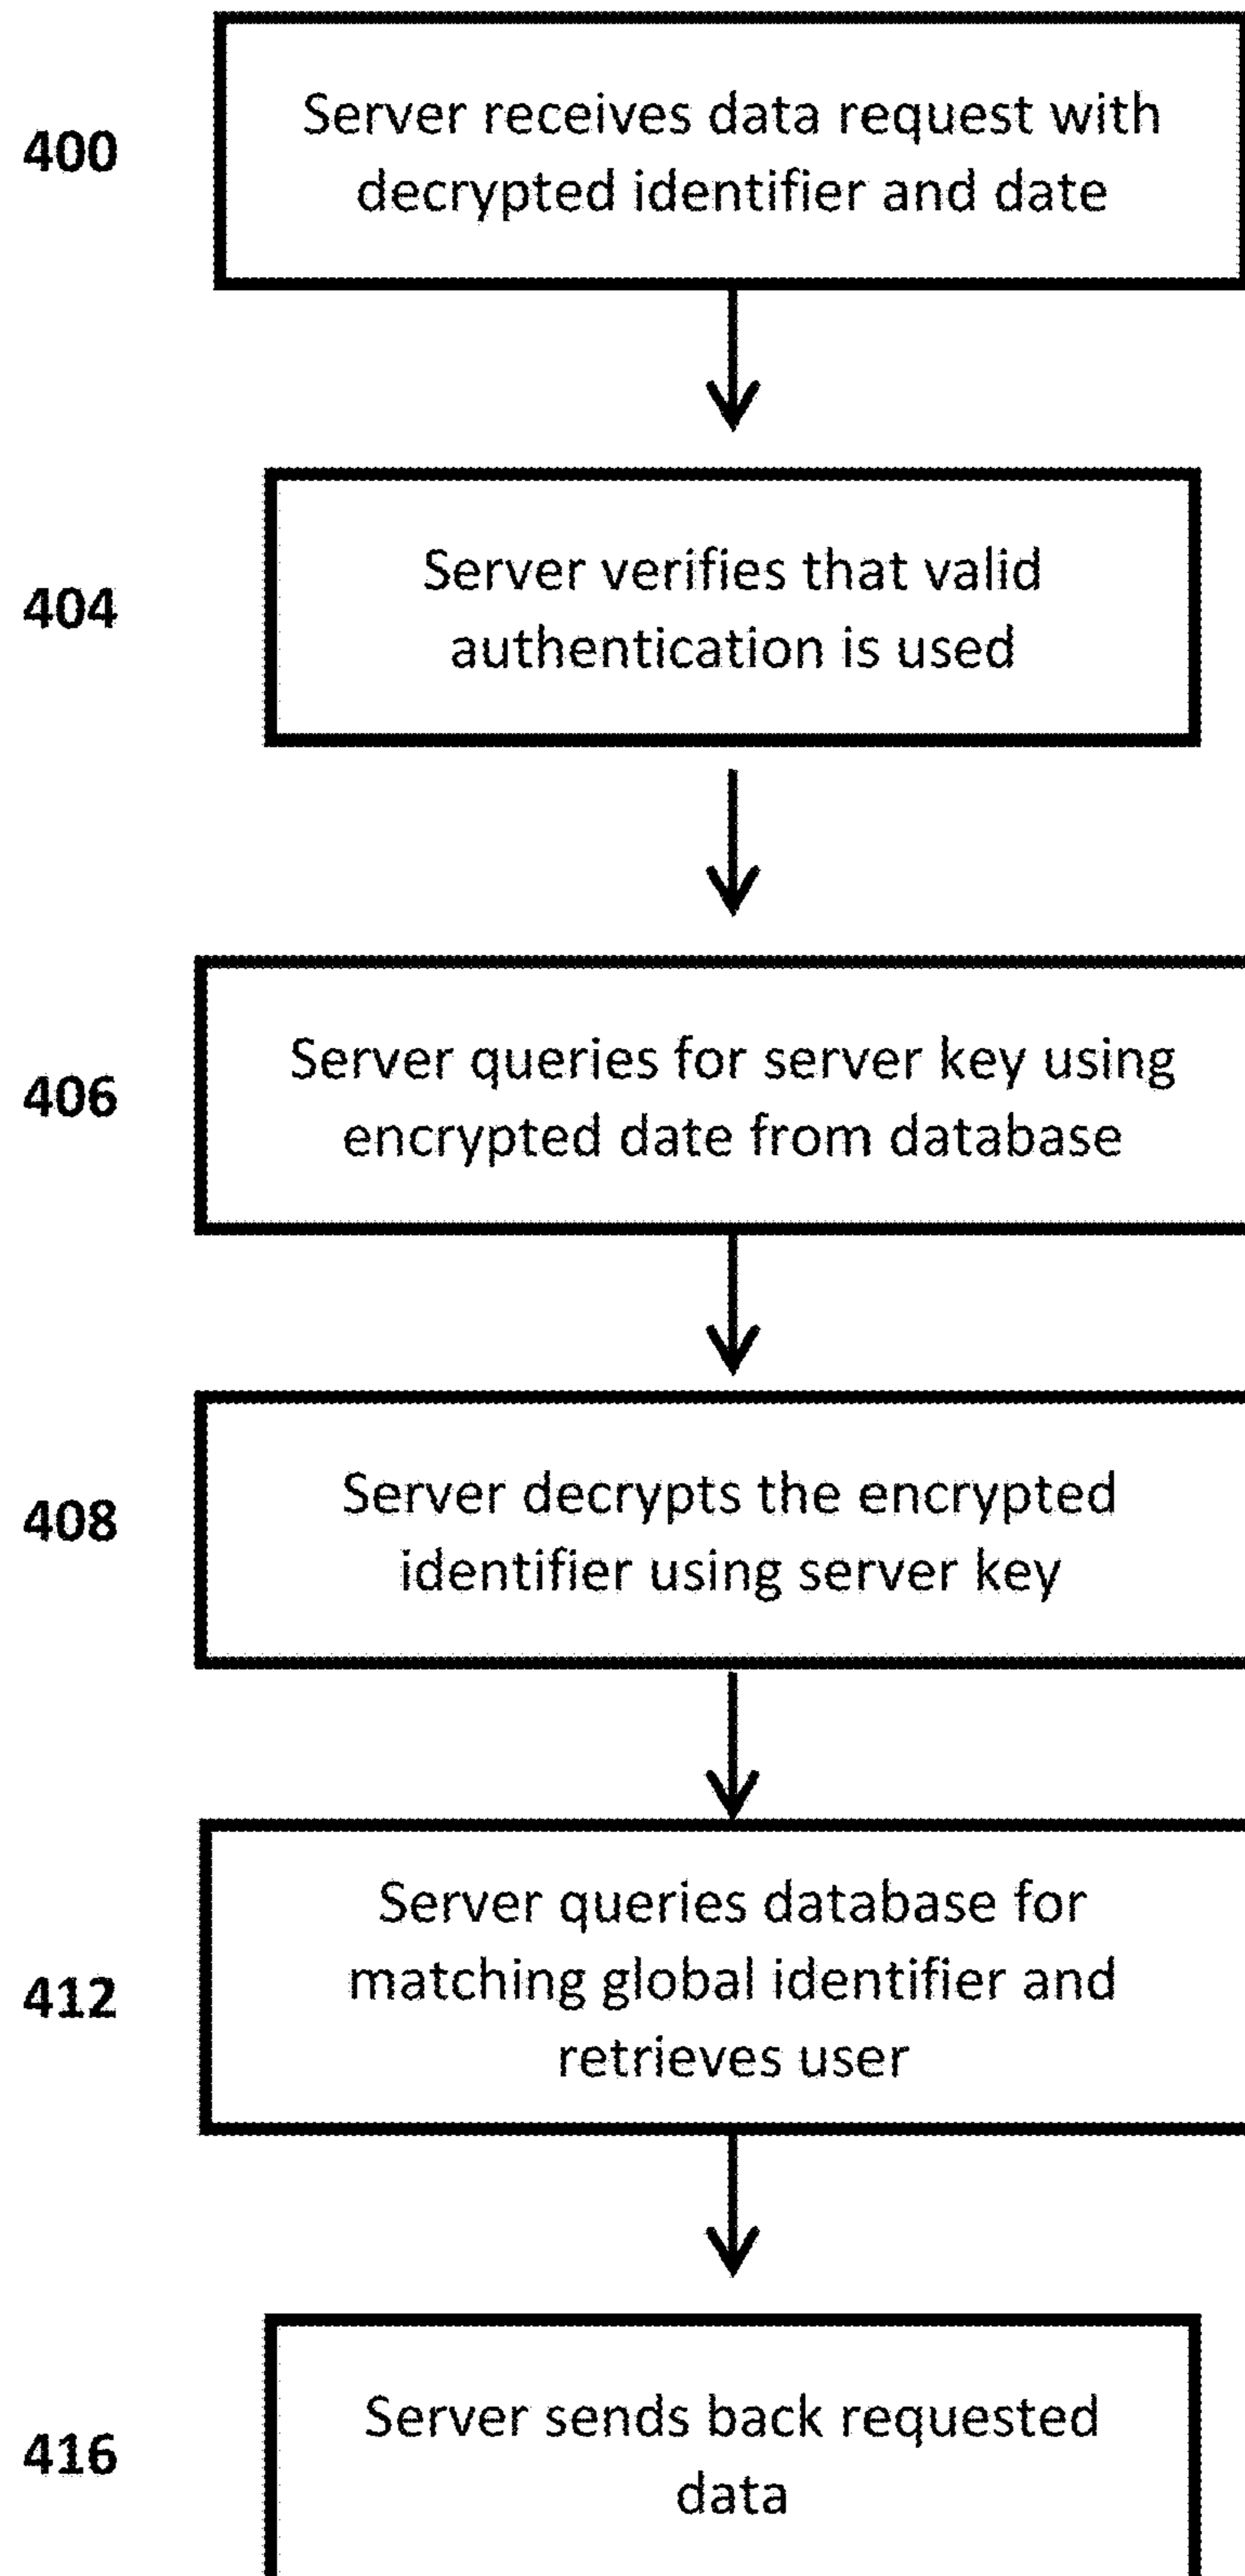 400
Server receives data request with
decrypted identifier and date
404
Server verifies that valid
authentication is used
406
Server queries for server key using
encrypted date from database
408
Server decrypts the encrypted
identifier using server key
412
Server queries database for
matching global identifier and
retrieves user
416
Server sends back requested
data